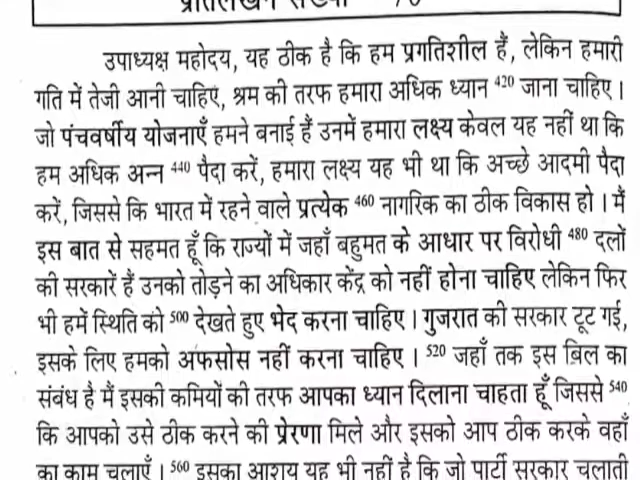 प्रतिलेखन संख्या - 76
उपाध्यक्ष महोदय, यह ठीक है कि हम प्रगतिशील हैं, लेकिन हमारी
गति में तेजी आनी चाहिए, श्रम की तरफ हमारा अधिक ध्यान 420 जाना चाहिए।
जो पंचवर्षीय योजनाएँ हमने बनाई हैं उनमें हमारा लक्ष्य केवल यह नहीं था कि
हम अधिक अन्न 440 पैदा करें, हमारा लक्ष्य यह भी था कि अच्छे आदमी पैदा
करें, जिससे कि भारत में रहने वाले प्रत्येक 460 नागरिक का ठीक विकास हो। मैं
इस बात से सहमत हूँ कि राज्यों में जहाँ बहुमत के आधार पर विरोधी 480 दलों
की सरकारें हैं उनको तोड़ने का अधिकार केंद्र को नहीं होना चाहिए लेकिन फिर
भी हमें स्थिति को 500 देखते हुए भेद करना चाहिए। गुजरात की सरकार टूट गई,
इसके लिए हमको अफसोस नहीं करना चाहिए। 520 जहाँ तक इस बिल का
संबंध है मैं इसकी कमियों की तरफ आपका ध्यान दिलाना चाहता हूँ जिससे 540
कि आपको उसे ठीक करने की प्रेरणा मिले और इसको आप ठीक करके वहाँ
का काम चलाएँ। 560 इसका आशय यह भी नहीं है कि जो पार्टी सरकार चलाती